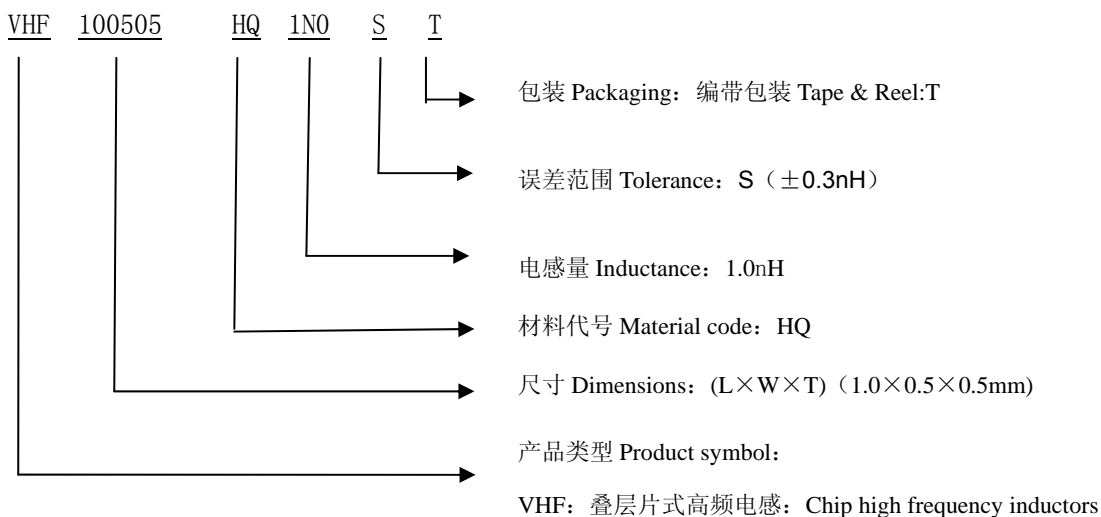 VHF 100505 HQ 1N0 S T
包装 Packaging：编带包装 Tape & Reel:T
误差范围 Tolerance：S（±0.3nH）
电感量 Inductance：1.0nH
材料代号 Material code：HQ
尺寸 Dimensions：(L×W×T)（1.0×0.5×0.5mm)
产品类型 Product symbol：
VHF：叠层片式高频电感：Chip high frequency inductors